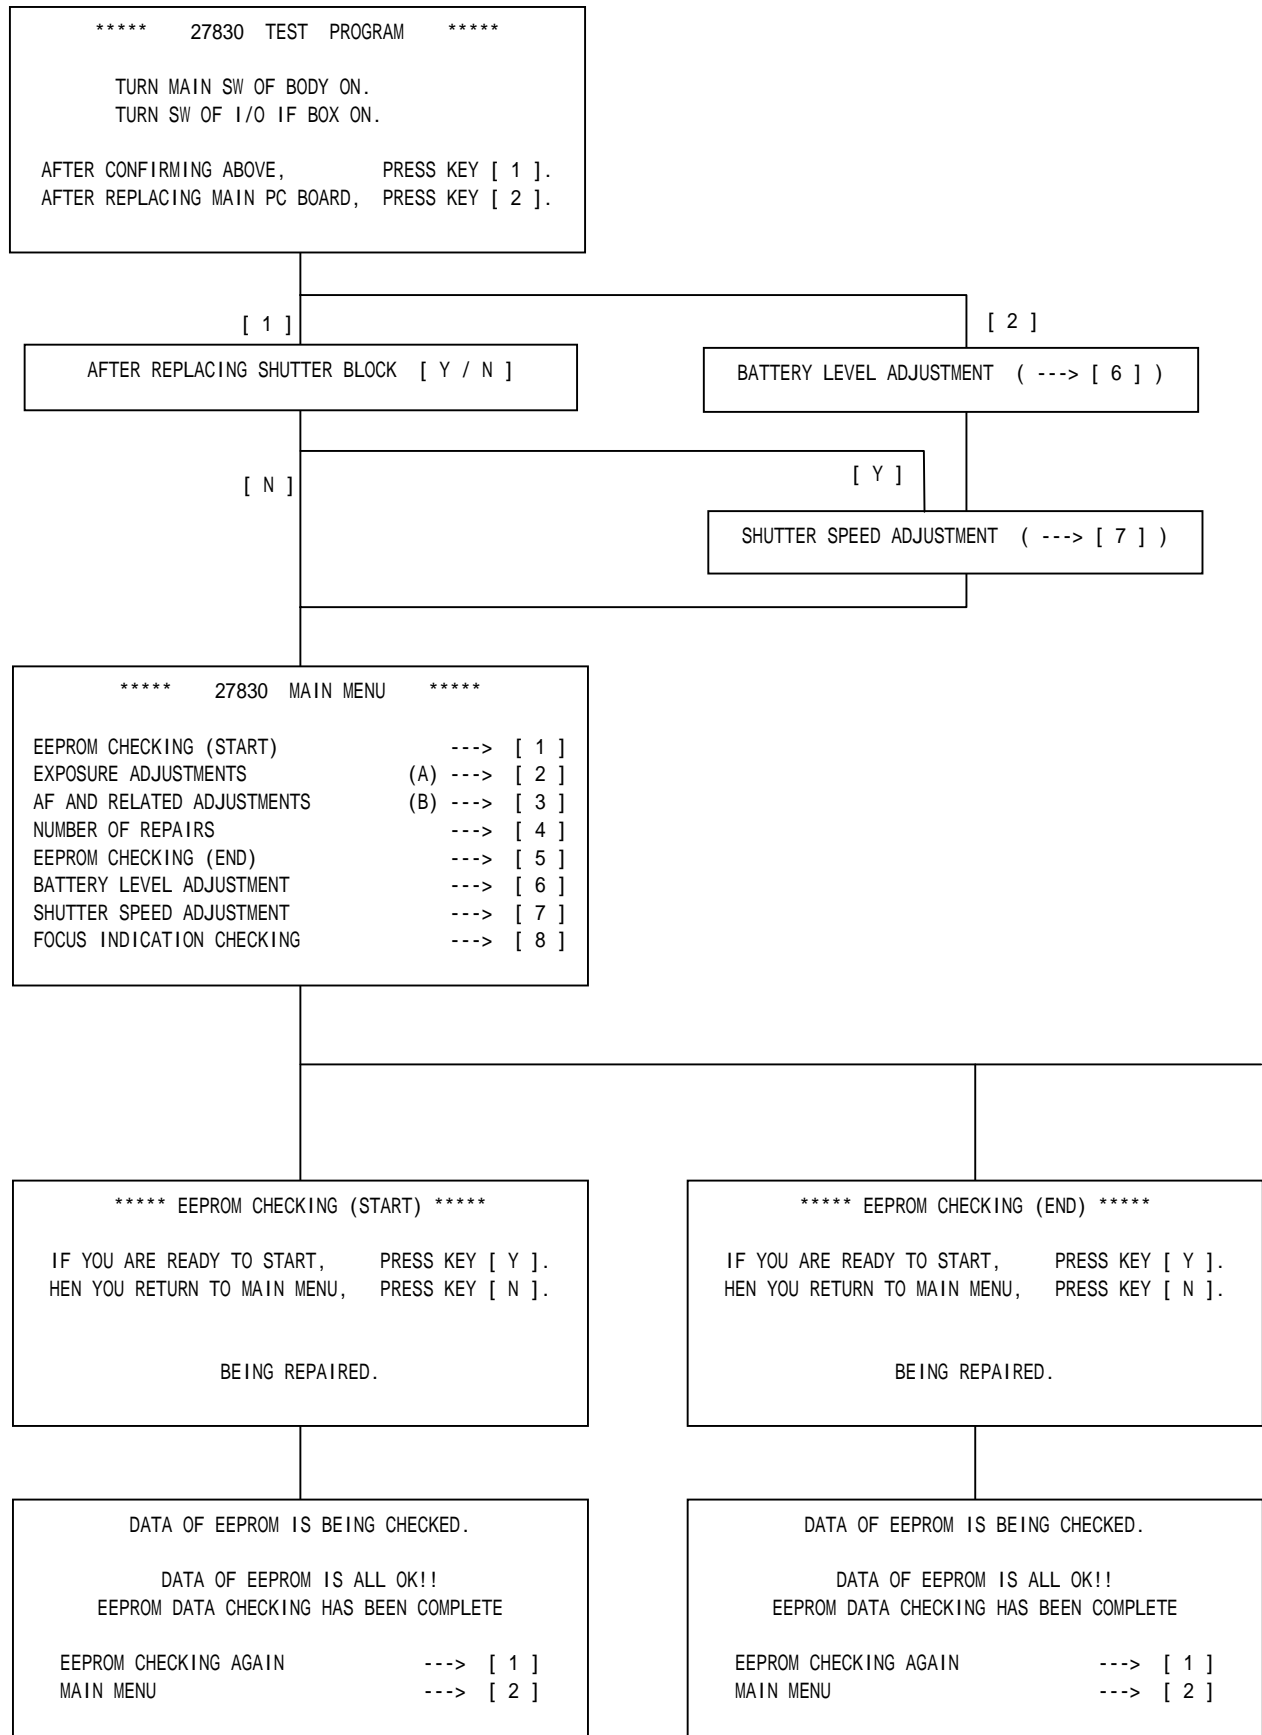 ***** 27830 TEST PROGRAM *****
TURN MAIN SW OF BODY ON.
TURN SW OF I/O IF BOX ON.
AFTER CONFIRMING ABOVE, PRESS KEY [ 1 ].
AFTER REPLACING MAIN PC BOARD, PRESS KEY [ 2 ].
[ 1 ]
[ 2 ]
AFTER REPLACING SHUTTER BLOCK [ Y / N ]
BATTERY LEVEL ADJUSTMENT ( ---> [ 6 ] )
[ N ]
[ Y ]
SHUTTER SPEED ADJUSTMENT ( ---> [ 7 ] )
***** 27830 MAIN MENU *****
EEPROM CHECKING (START) ---> [ 1 ]
EXPOSURE ADJUSTMENTS (A) ---> [ 2 ]
AF AND RELATED ADJUSTMENTS (B) ---> [ 3 ]
NUMBER OF REPAIRS ---> [ 4 ]
EEPROM CHECKING (END) ---> [ 5 ]
BATTERY LEVEL ADJUSTMENT ---> [ 6 ]
SHUTTER SPEED ADJUSTMENT ---> [ 7 ]
FOCUS INDICATION CHECKING ---> [ 8 ]
***** EEPROM CHECKING (START) *****
IF YOU ARE READY TO START, PRESS KEY [ Y ].
HEN YOU RETURN TO MAIN MENU, PRESS KEY [ N ].
BEING REPAIRED.
***** EEPROM CHECKING (END) *****
IF YOU ARE READY TO START, PRESS KEY [ Y ].
HEN YOU RETURN TO MAIN MENU, PRESS KEY [ N ].
BEING REPAIRED.
DATA OF EEPROM IS BEING CHECKED.
DATA OF EEPROM IS ALL OK!!
EEPROM DATA CHECKING HAS BEEN COMPLETE
EEPROM CHECKING AGAIN ---> [ 1 ]
MAIN MENU ---> [ 2 ]
DATA OF EEPROM IS BEING CHECKED.
DATA OF EEPROM IS ALL OK!!
EEPROM DATA CHECKING HAS BEEN COMPLETE
EEPROM CHECKING AGAIN ---> [ 1 ]
MAIN MENU ---> [ 2 ]